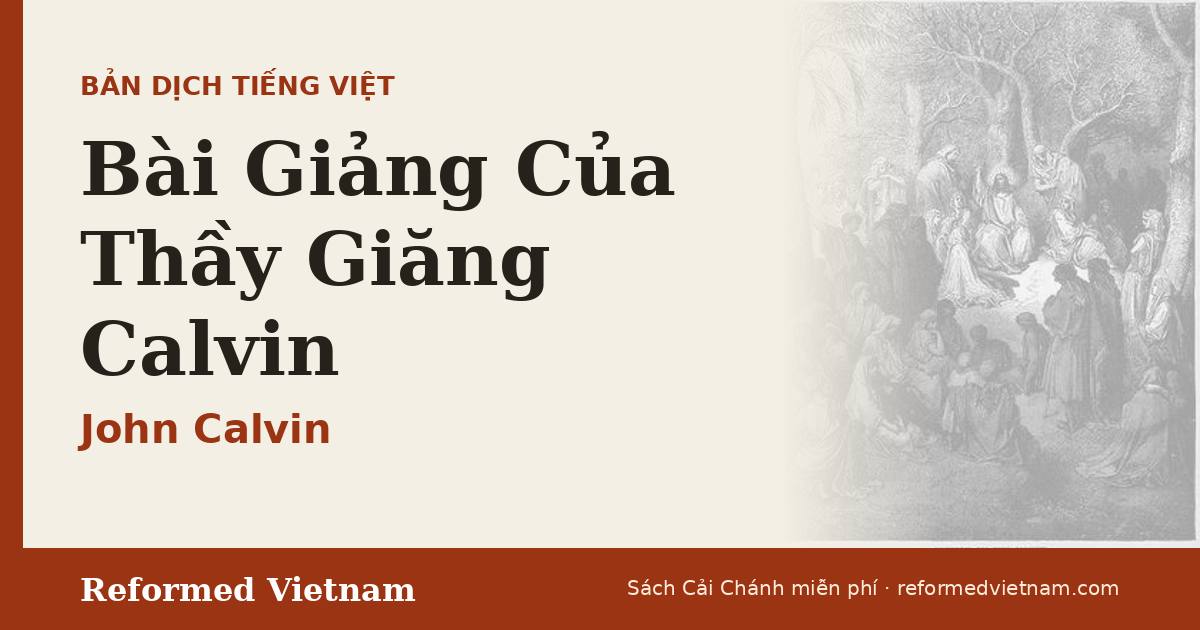 BẢN DỊCH TIẾNG VIỆT
Bài Giảng Của
Thầy Giăng
Calvin
John Calvin
Reformed Vietnam
Sách Cải Chánh miễn phí · reformedvietnam.com